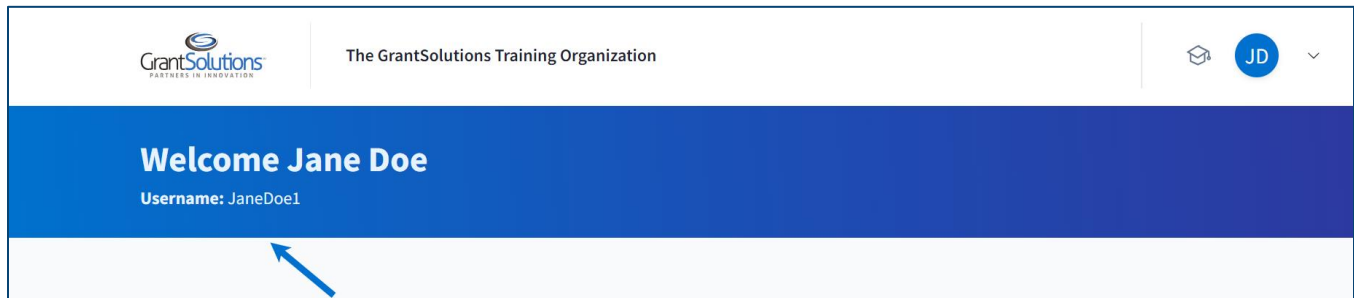 GrantSolutions
PARTNERS IN INNOVATION
The GrantSolutions Training Organization
JD
Welcome Jane Doe
Username: JaneDoe1